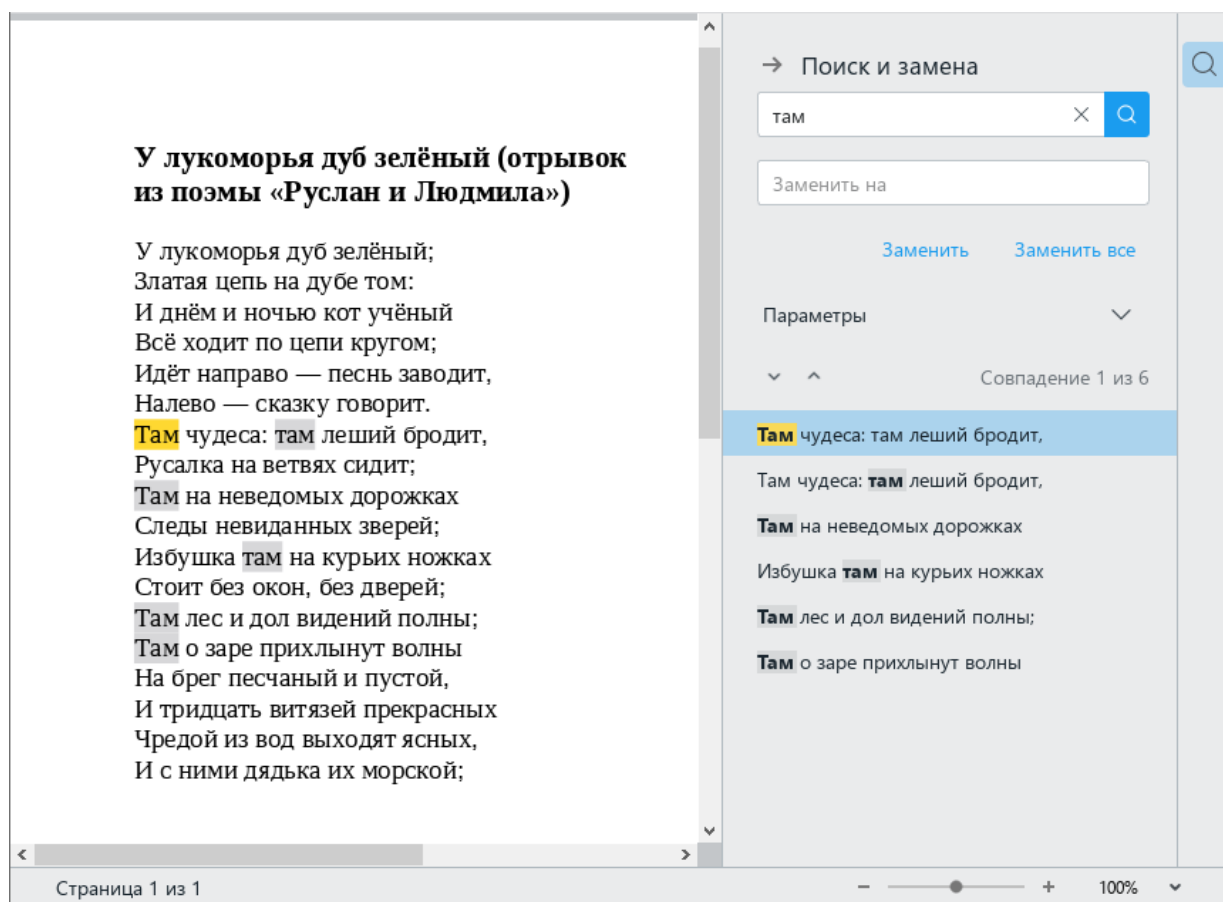 У лукоморья дуб зелёный (отрывок
из поэмы «Руслан и Людмила»)
У лукоморья дуб зелёный;
Златая цепь на дубе том:
И днём и ночью кот учёный
Всё ходит по цепи кругом;
Идёт направо — песнь заводит,
Налево — сказку говорит.
Там чудеса: там леший бродит,
Русалка на ветвях сидит;
Там на неведомых дорожках
Следы невиданных зверей;
Избушка там на курьих ножках
Стоит без окон, без дверей;
Там лес и дол видений полны;
Там о заре прихлынут волны
На брег песчаный и пустой,
И тридцать витязей прекрасных
Чредой из вод выходят ясных,
И с ними дядька их морской;
Поиск и замена
там
Заменить на
Заменить Заменить все
Параметры
Совпадение 1 из 6
Там чудеса: там леший бродит,
Там чудеса: там леший бродит,
Там на неведомых дорожках
Избушка там на курьих ножках
Там лес и дол видений полны;
Там о заре прихлынут волны
Страница 1 из 1
100%